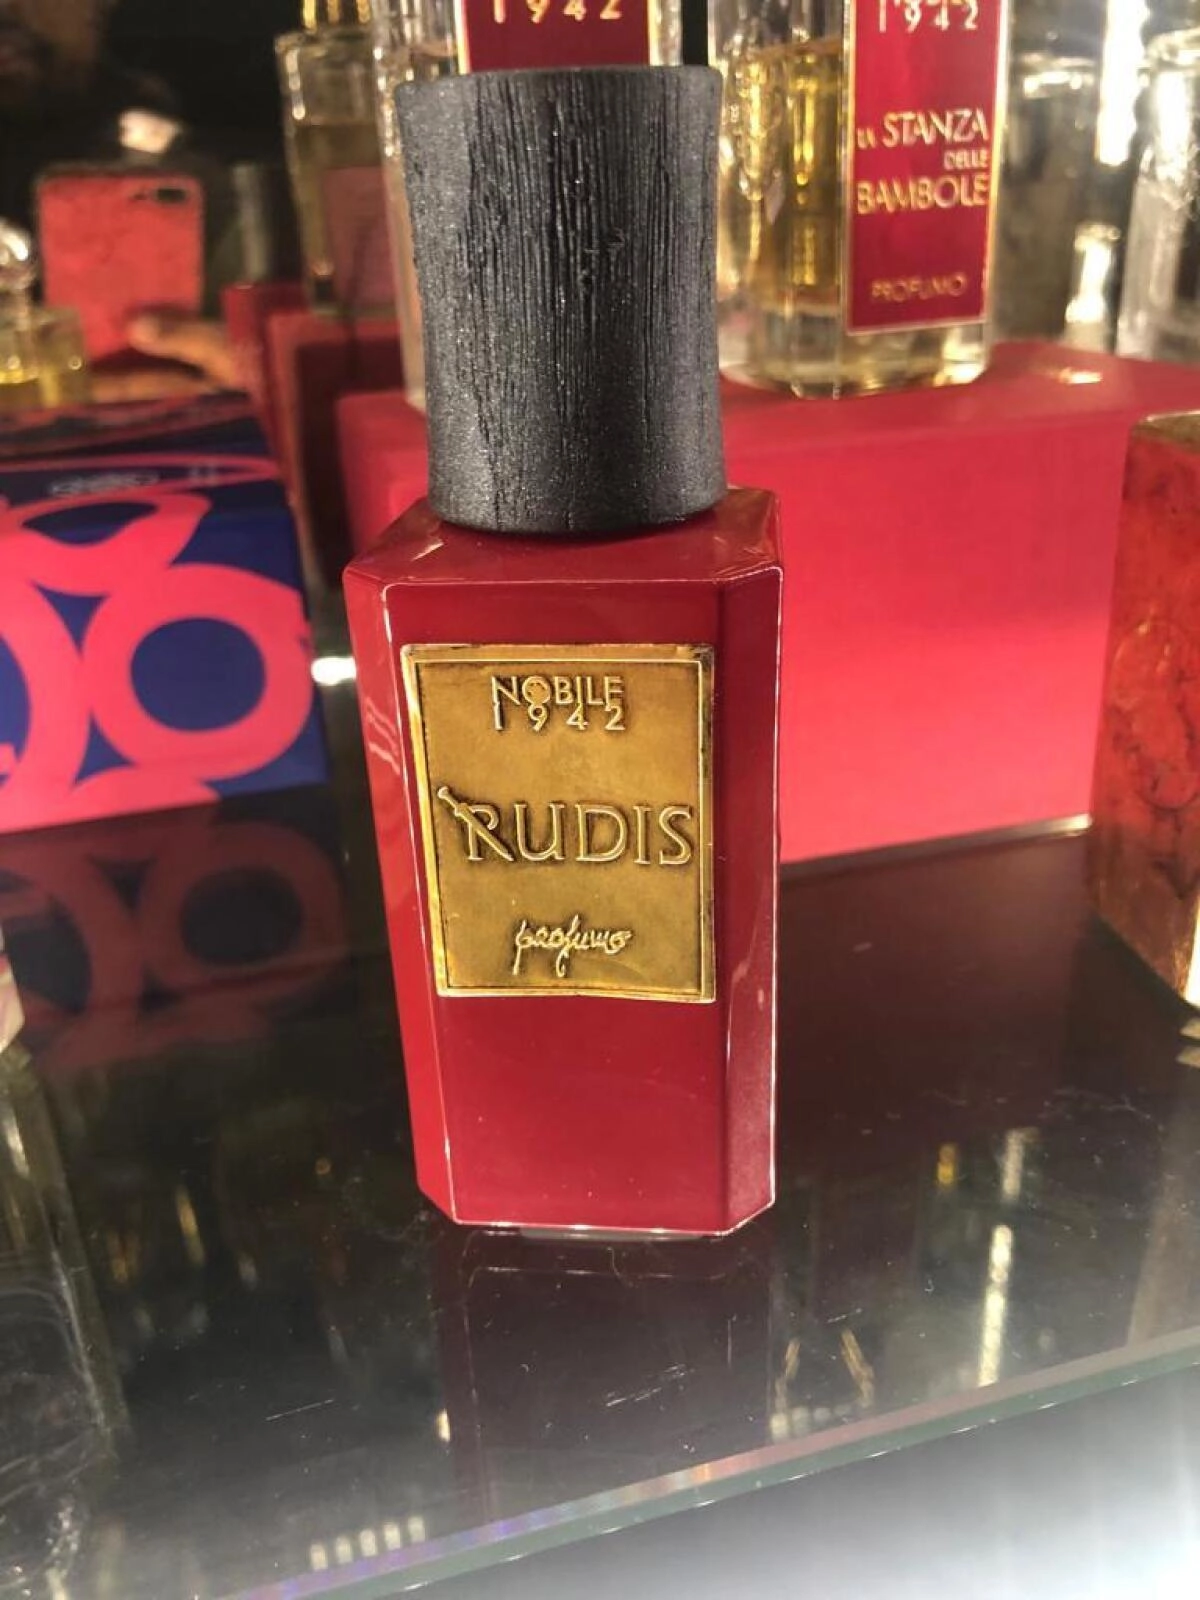 1942
1942
LA STANZA
DELLE
BAMBOLE
PROFUMO
NOBILE
1942
RUDIS
profumo